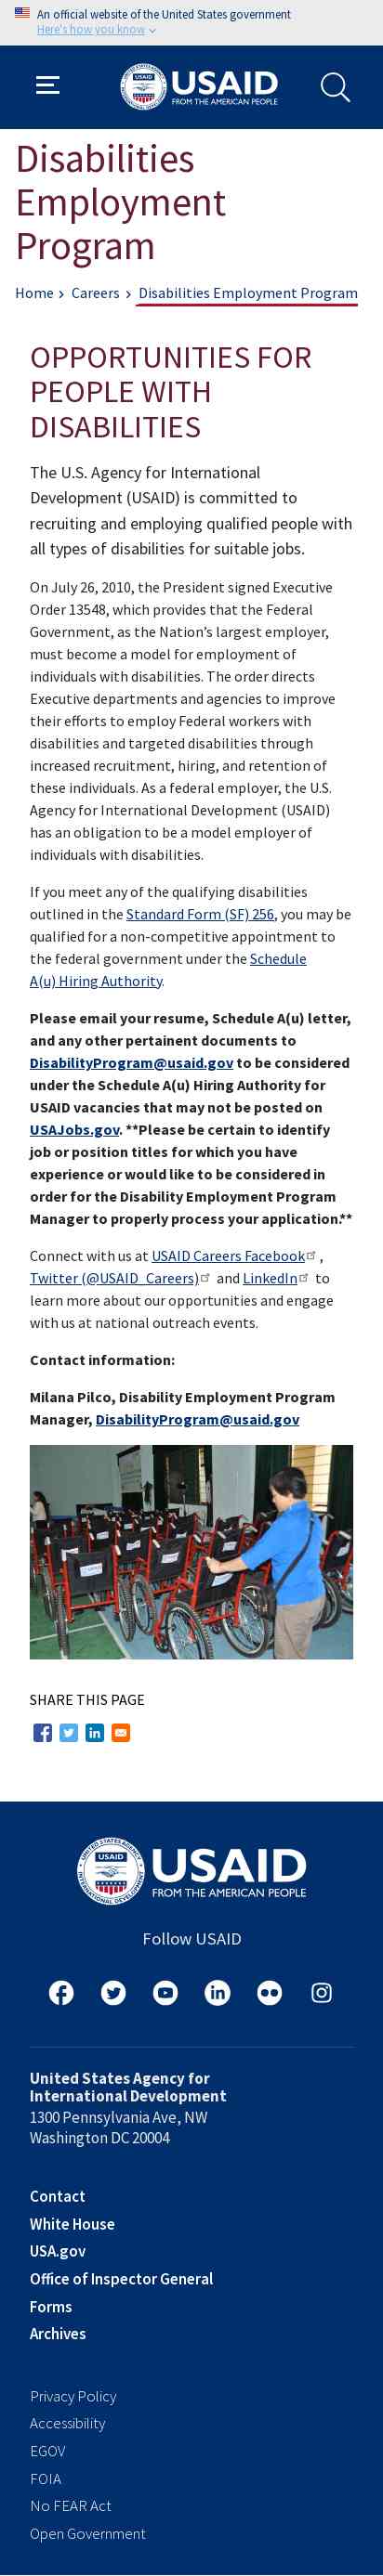 An official website of the United States government
Here's how you know
USAID
FROM THE AMERICAN PEOPLE
Disabilities
Employment
Program
Home › Careers › Disabilities Employment Program
OPPORTUNITIES FOR
PEOPLE WITH
DISABILITIES
The U.S. Agency for International
Development (USAID) is committed to
recruiting and employing qualified people with
all types of disabilities for suitable jobs.
On July 26, 2010, the President signed Executive
Order 13548, which provides that the Federal
Government, as the Nation’s largest employer,
must become a model for employment of
individuals with disabilities. The order directs
Executive departments and agencies to improve
their efforts to employ Federal workers with
disabilities and targeted disabilities through
increased recruitment, hiring, and retention of
these individuals. As a federal employer, the U.S.
Agency for International Development (USAID)
has an obligation to be a model employer of
individuals with disabilities.
If you meet any of the qualifying disabilities
outlined in the Standard Form (SF) 256, you may be
qualified for a non-competitive appointment to
the federal government under the Schedule
A(u) Hiring Authority.
Please email your resume, Schedule A(u) letter,
and any other pertainent documents to
DisabilityProgram@usaid.gov to be considered
under the Schedule A(u) Hiring Authority for
USAID vacancies that may not be posted on
USAJobs.gov. **Please be certain to identify
job or position titles for which you have
experience or would like to be considered in
order for the Disability Employment Program
Manager to properly process your application.**
Connect with us at USAID Careers Facebook ,
Twitter (@USAID_Careers) and LinkedIn to
learn more about our opportunities and engage
with us at national outreach events.
Contact information:
Milana Pilco, Disability Employment Program
Manager, DisabilityProgram@usaid.gov
SHARE THIS PAGE
UNITED STATES AGENCY
INTERNATIONAL DEVELOPMENT
USAID
FROM THE AMERICAN PEOPLE
Follow USAID
United States Agency for
International Development
1300 Pennsylvania Ave, NW
Washington DC 20004
Contact
White House
USA.gov
Office of Inspector General
Forms
Archives
Privacy Policy
Accessibility
EGOV
FOIA
No FEAR Act
Open Government